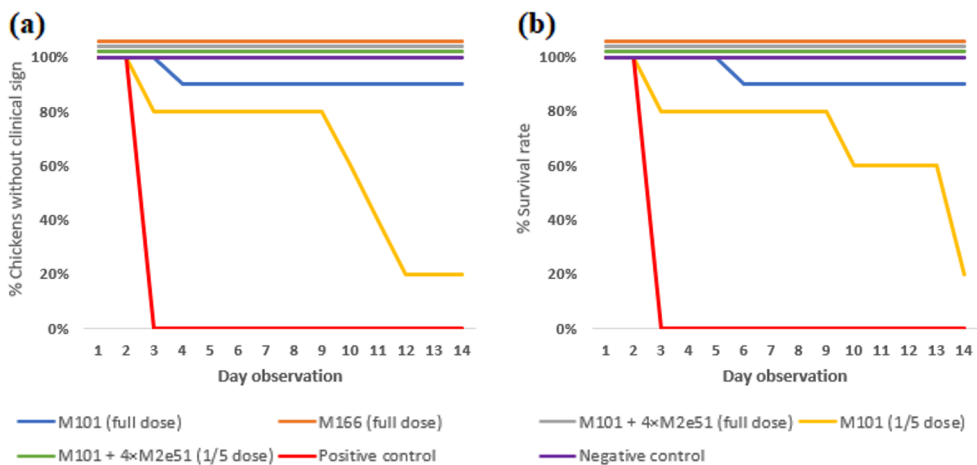 (a)
(b)
% Chickens without clinical sign
100%
80%
60%
40%
20%
0%
1 2 3 4 5 6 7 8 9 10 11 12 13 14
Day observation
% Survival rate
100%
80%
60%
40%
20%
0%
1 2 3 4 5 6 7 8 9 10 11 12 13 14
Day observation
M101 (full dose)
M166 (full dose)
M101 + 4×M2e51 (full dose)
M101 (1/5 dose)
M101 + 4×M2e51 (1/5 dose)
Positive control
Negative control